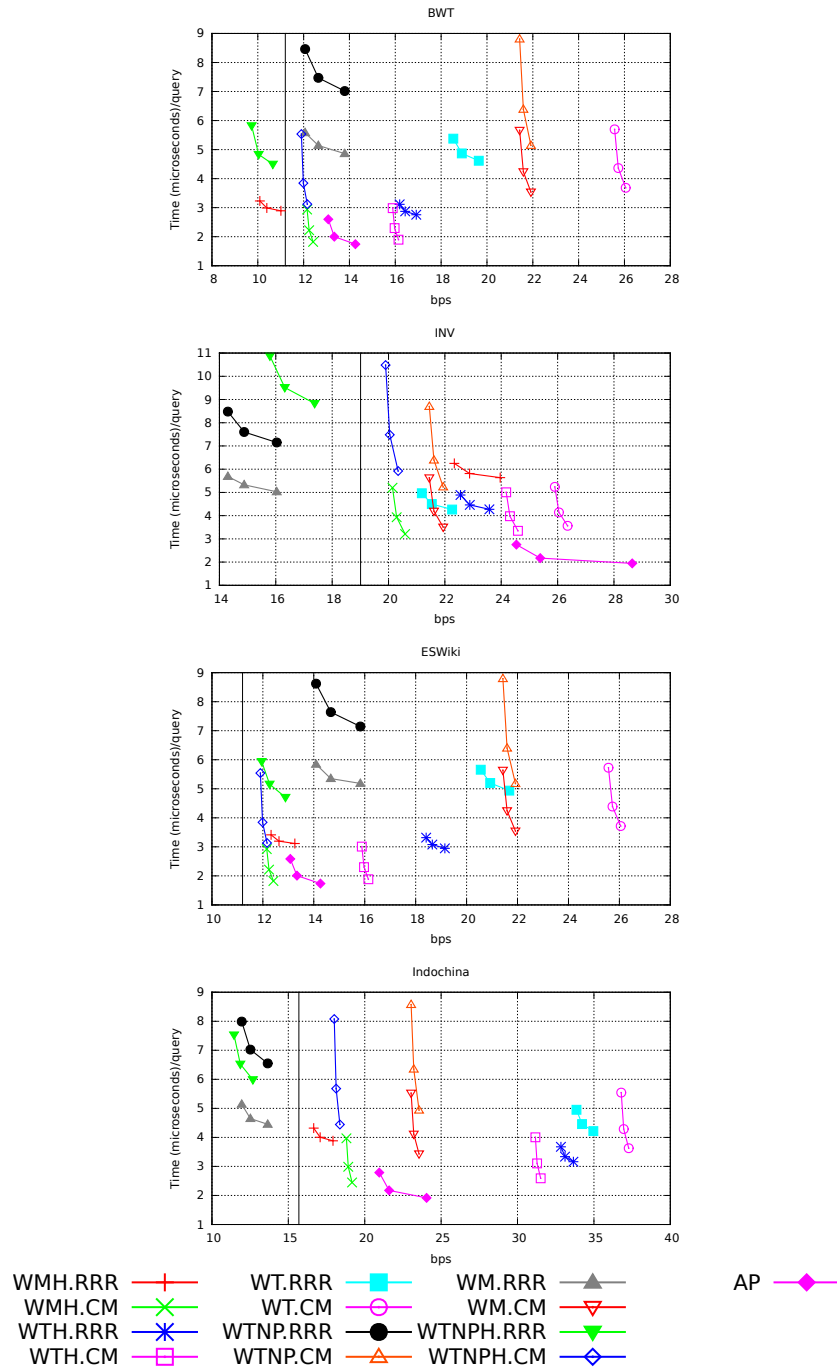 BWT
9
8
7
6
5
4
3
2
1
Time (microseconds)/query
8 10 12 14 16 18 20 22 24 26 28
bps
INV
11
10
9
8
7
6
5
4
3
2
1
Time (microseconds)/query
14 16 18 20 22 24 26 28 30
bps
ESWiki
9
8
7
6
5
4
3
2
1
Time (microseconds)/query
10 12 14 16 18 20 22 24 26 28
bps
Indochina
9
8
7
6
5
4
3
2
1
Time (microseconds)/query
10 15 20 25 30 35 40
bps
WMH.RRR WT.RRR WM.RRR AP
WMH.CM WT.CM WM.CM
WTH.RRR WTNP.RRR WTNPH.RRR
WTH.CM WTNP.CM WTNPH.CM